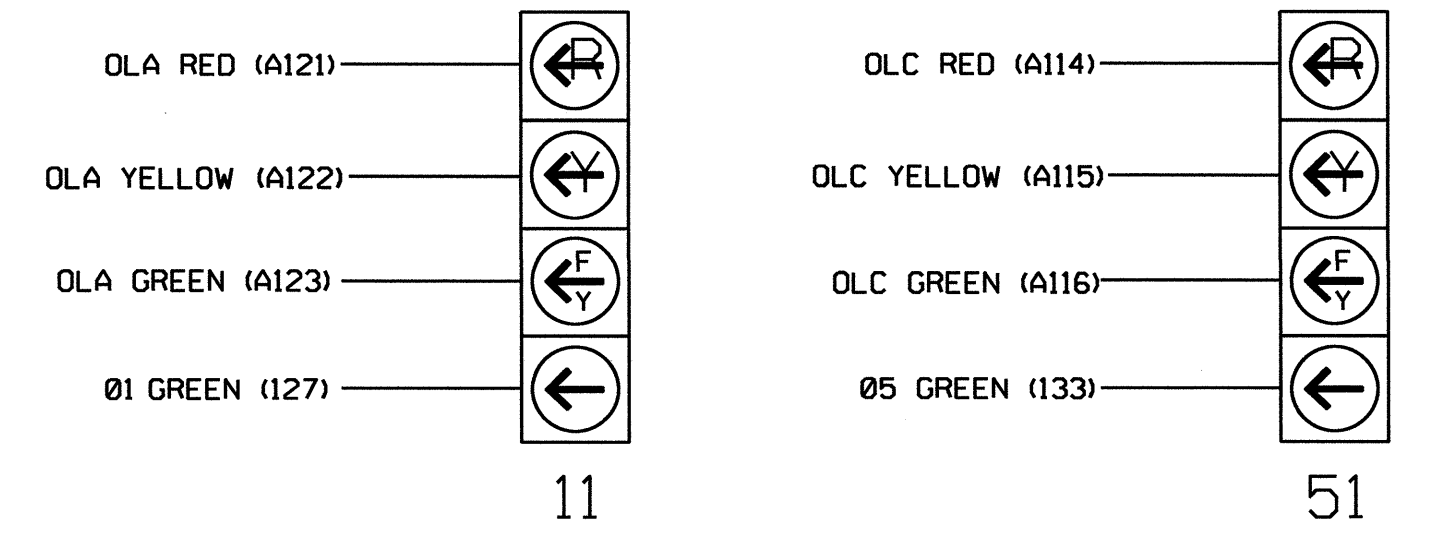 OLA RED (A121)
R
OLA YELLOW (A122)
Y
OLA GREEN (A123)
F
Y
Ø1 GREEN (127)
11
OLC RED (A114)
R
OLC YELLOW (A115)
Y
OLC GREEN (A116)
F
Y
Ø5 GREEN (133)
51